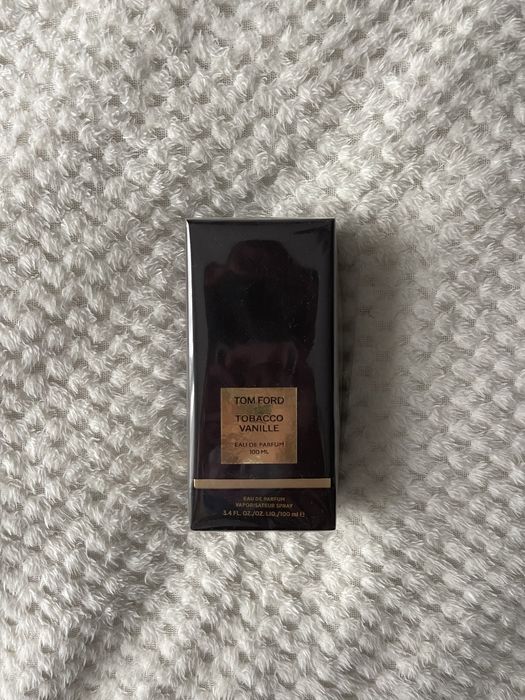 TOM FORD
TOBACCO
VANILLE
EAU DE PARFUM
100 ML
EAU DE PARFUM
VAPORISATEUR SPRAY
3.4 FL. OZ./OZ. LIQ./100 ml ℮